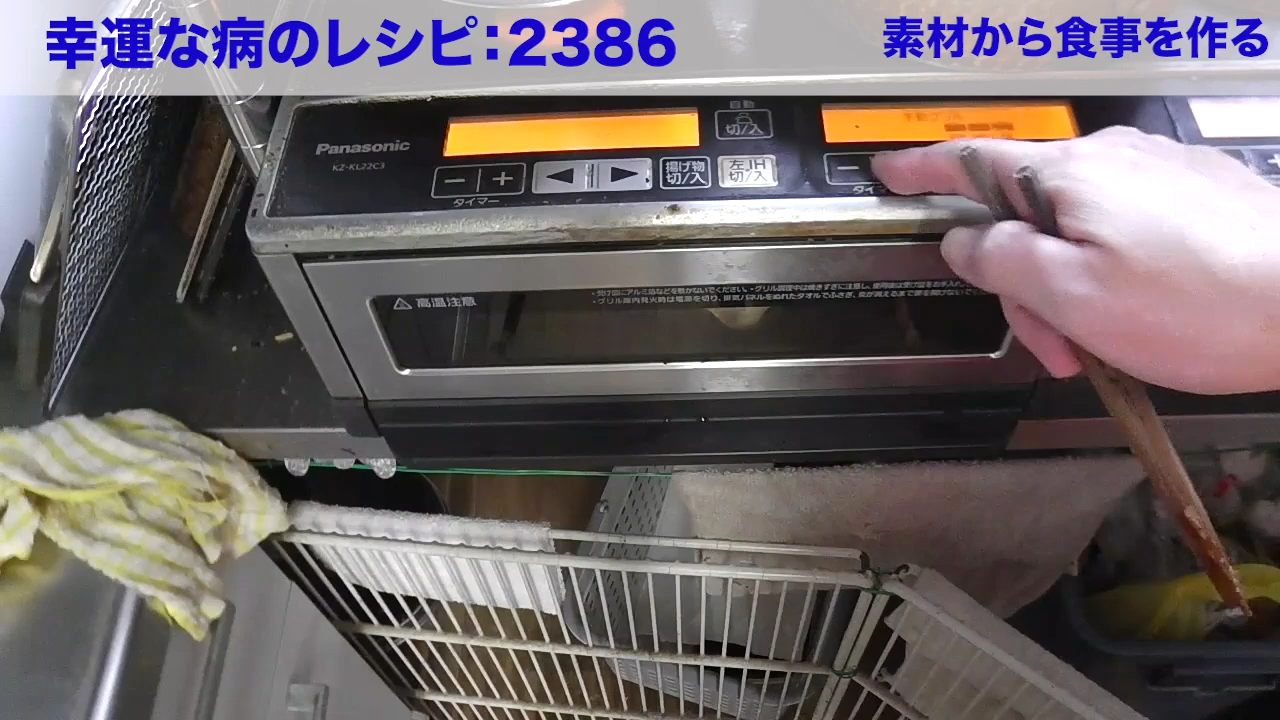 幸運な病のレシピ:2386
素材から食事を作る
Panasonic
KZ-KL22C3
自動
切/入
− +
◀ ▶
揚げ物
切/入
左IH
切/入
タイマー
−
タイ
+
⚠高温注意